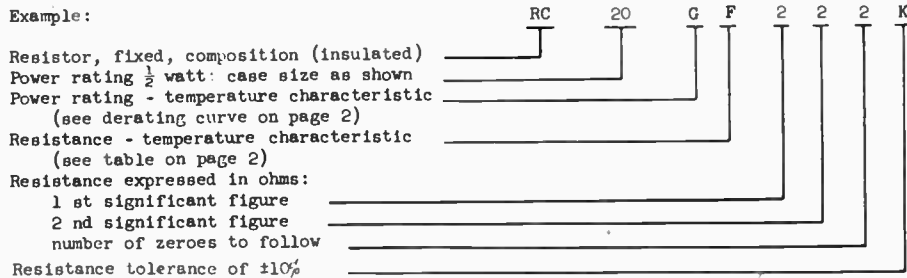 Example: RC 20 G F 2 2 2 K
Resistor, fixed, composition (insulated)
Power rating ½ watt: case size as shown
Power rating - temperature characteristic
(see derating curve on page 2)
Resistance - temperature characteristic
(see table on page 2)
Resistance expressed in ohms:
1 st significant figure
2 nd significant figure
number of zeroes to follow
Resistance tolerance of ±10%